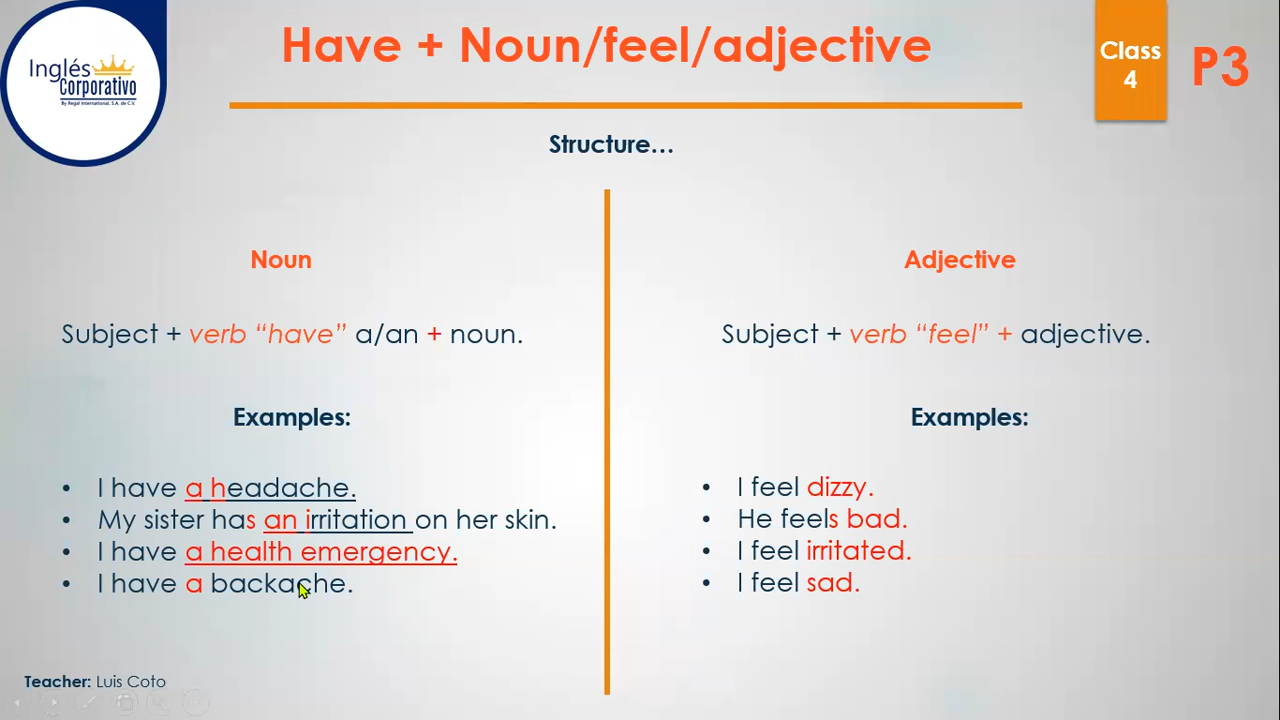 Inglés
Corporativo
By Regal International, S.A. de C.V.
Have + Noun/feel/adjective
Class
4
P3
Structure...
Noun
Subject + verb “have” a/an + noun.
Examples:
• I have a headache.
• My sister has an irritation on her skin.
• I have a health emergency.
• I have a backache.
Adjective
Subject + verb “feel” + adjective.
Examples:
• I feel dizzy.
• He feels bad.
• I feel irritated.
• I feel sad.
Teacher: Luis Coto